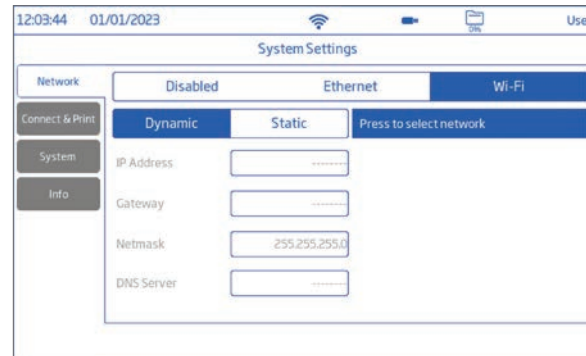 12:03:44 01/01/2023 01% Use
System Settings
Network Disabled Ethernet Wi-Fi
Connect & Print Dynamic Static Press to select network
System IP Address --------
Info
Gateway --------
Netmask 255.255.255.0
DNS Server --------